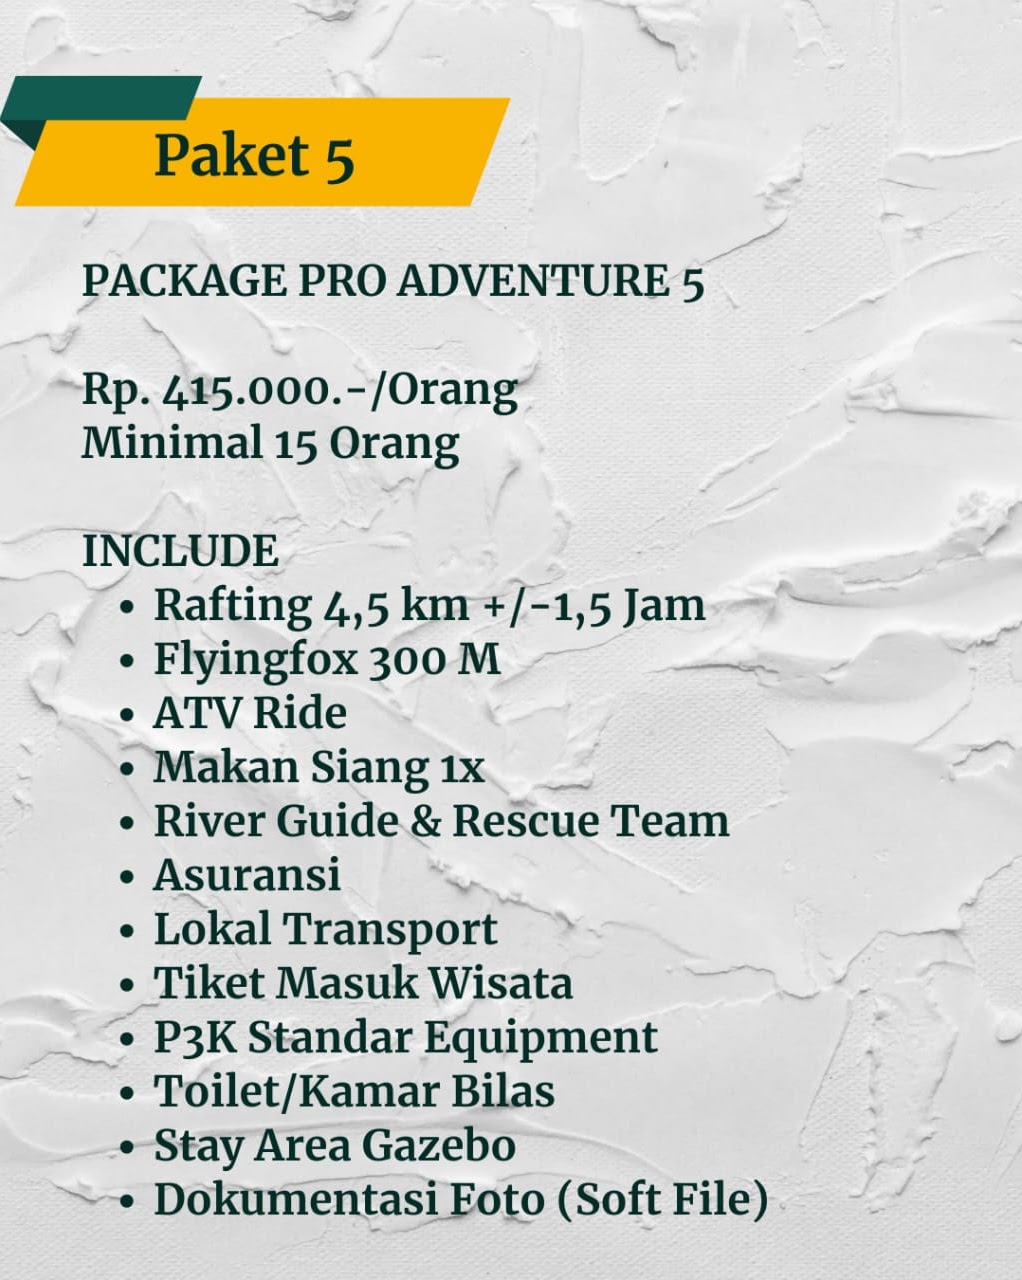 Paket 5
PACKAGE PRO ADVENTURE 5
Rp. 415.000.-/Orang
Minimal 15 Orang
INCLUDE
• Rafting 4,5 km +/-1,5 Jam
• Flyingfox 300 M
• ATV Ride
• Makan Siang 1x
• River Guide & Rescue Team
• Asuransi
• Lokal Transport
• Tiket Masuk Wisata
• P3K Standar Equipment
• Toilet/Kamar Bilas
• Stay Area Gazebo
• Dokumentasi Foto (Soft File)